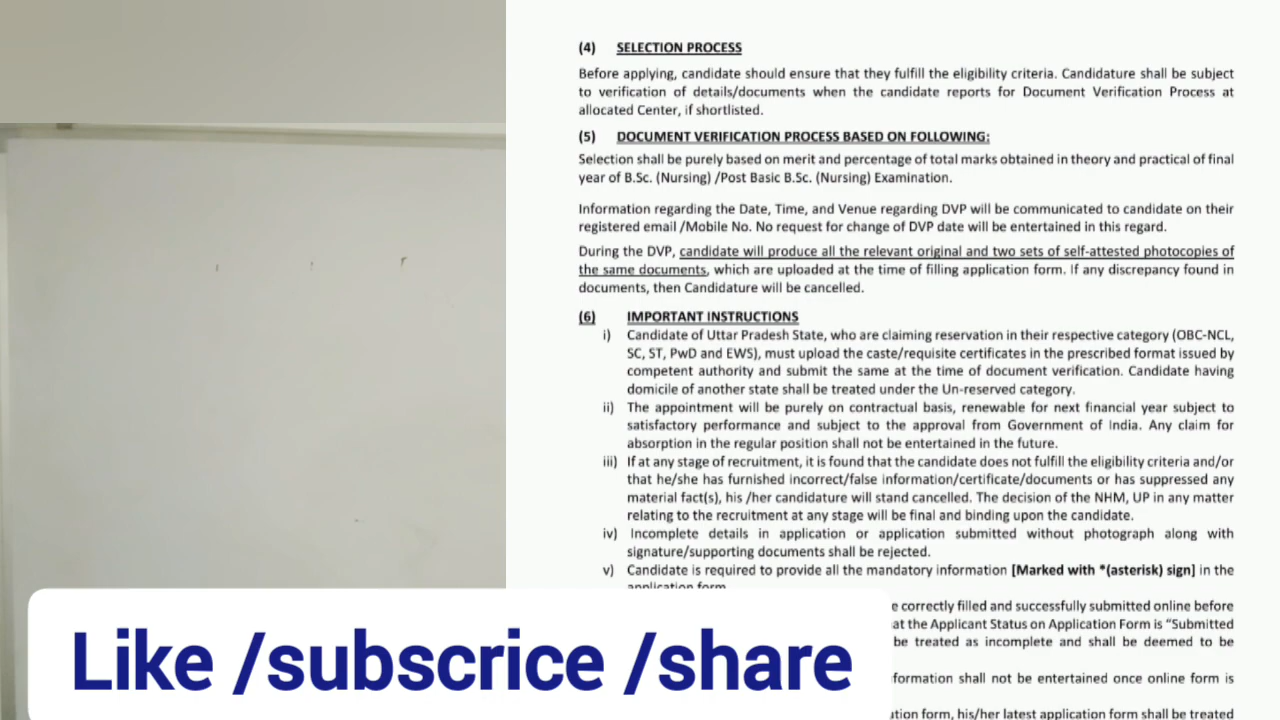 (4) SELECTION PROCESS
Before applying, candidate should ensure that they fulfill the eligibility criteria. Candidature shall be subject
to verification of details/documents when the candidate reports for Document Verification Process at
allocated Center, if shortlisted.
(5) DOCUMENT VERIFICATION PROCESS BASED ON FOLLOWING:
Selection shall be purely based on merit and percentage of total marks obtained in theory and practical of final
year of B.Sc. (Nursing) /Post Basic B.Sc. (Nursing) Examination.
Information regarding the Date, Time, and Venue regarding DVP will be communicated to candidate on their
registered email /Mobile No. No request for change of DVP date will be entertained in this regard.
During the DVP, candidate will produce all the relevant original and two sets of self-attested photocopies of
the same documents, which are uploaded at the time of filling application form. If any discrepancy found in
documents, then Candidature will be cancelled.
(6) IMPORTANT INSTRUCTIONS
i) Candidate of Uttar Pradesh State, who are claiming reservation in their respective category (OBC-NCL,
SC, ST, PwD and EWS), must upload the caste/requisite certificates in the prescribed format issued by
competent authority and submit the same at the time of document verification. Candidate having
domicile of another state shall be treated under the Un-reserved category.
ii) The appointment will be purely on contractual basis, renewable for next financial year subject to
satisfactory performance and subject to the approval from Government of India. Any claim for
absorption in the regular position shall not be entertained in the future.
iii) If at any stage of recruitment, it is found that the candidate does not fulfill the eligibility criteria and/or
that he/she has furnished incorrect/false information/certificate/documents or has suppressed any
material fact(s), his /her candidature will stand cancelled. The decision of the NHM, UP in any matter
relating to the recruitment at any stage will be final and binding upon the candidate.
iv) Incomplete details in application or application submitted without photograph along with
signature/supporting documents shall be rejected.
v) Candidate is required to provide all the mandatory information [Marked with *(asterisk) sign] in the
application form
e correctly filled and successfully submitted online before
at the Applicant Status on Application Form is “Submitted
be treated as incomplete and shall be deemed to be
formation shall not be entertained once online form is
tion form, his/her latest application form shall be treated
Like /subscrice /share